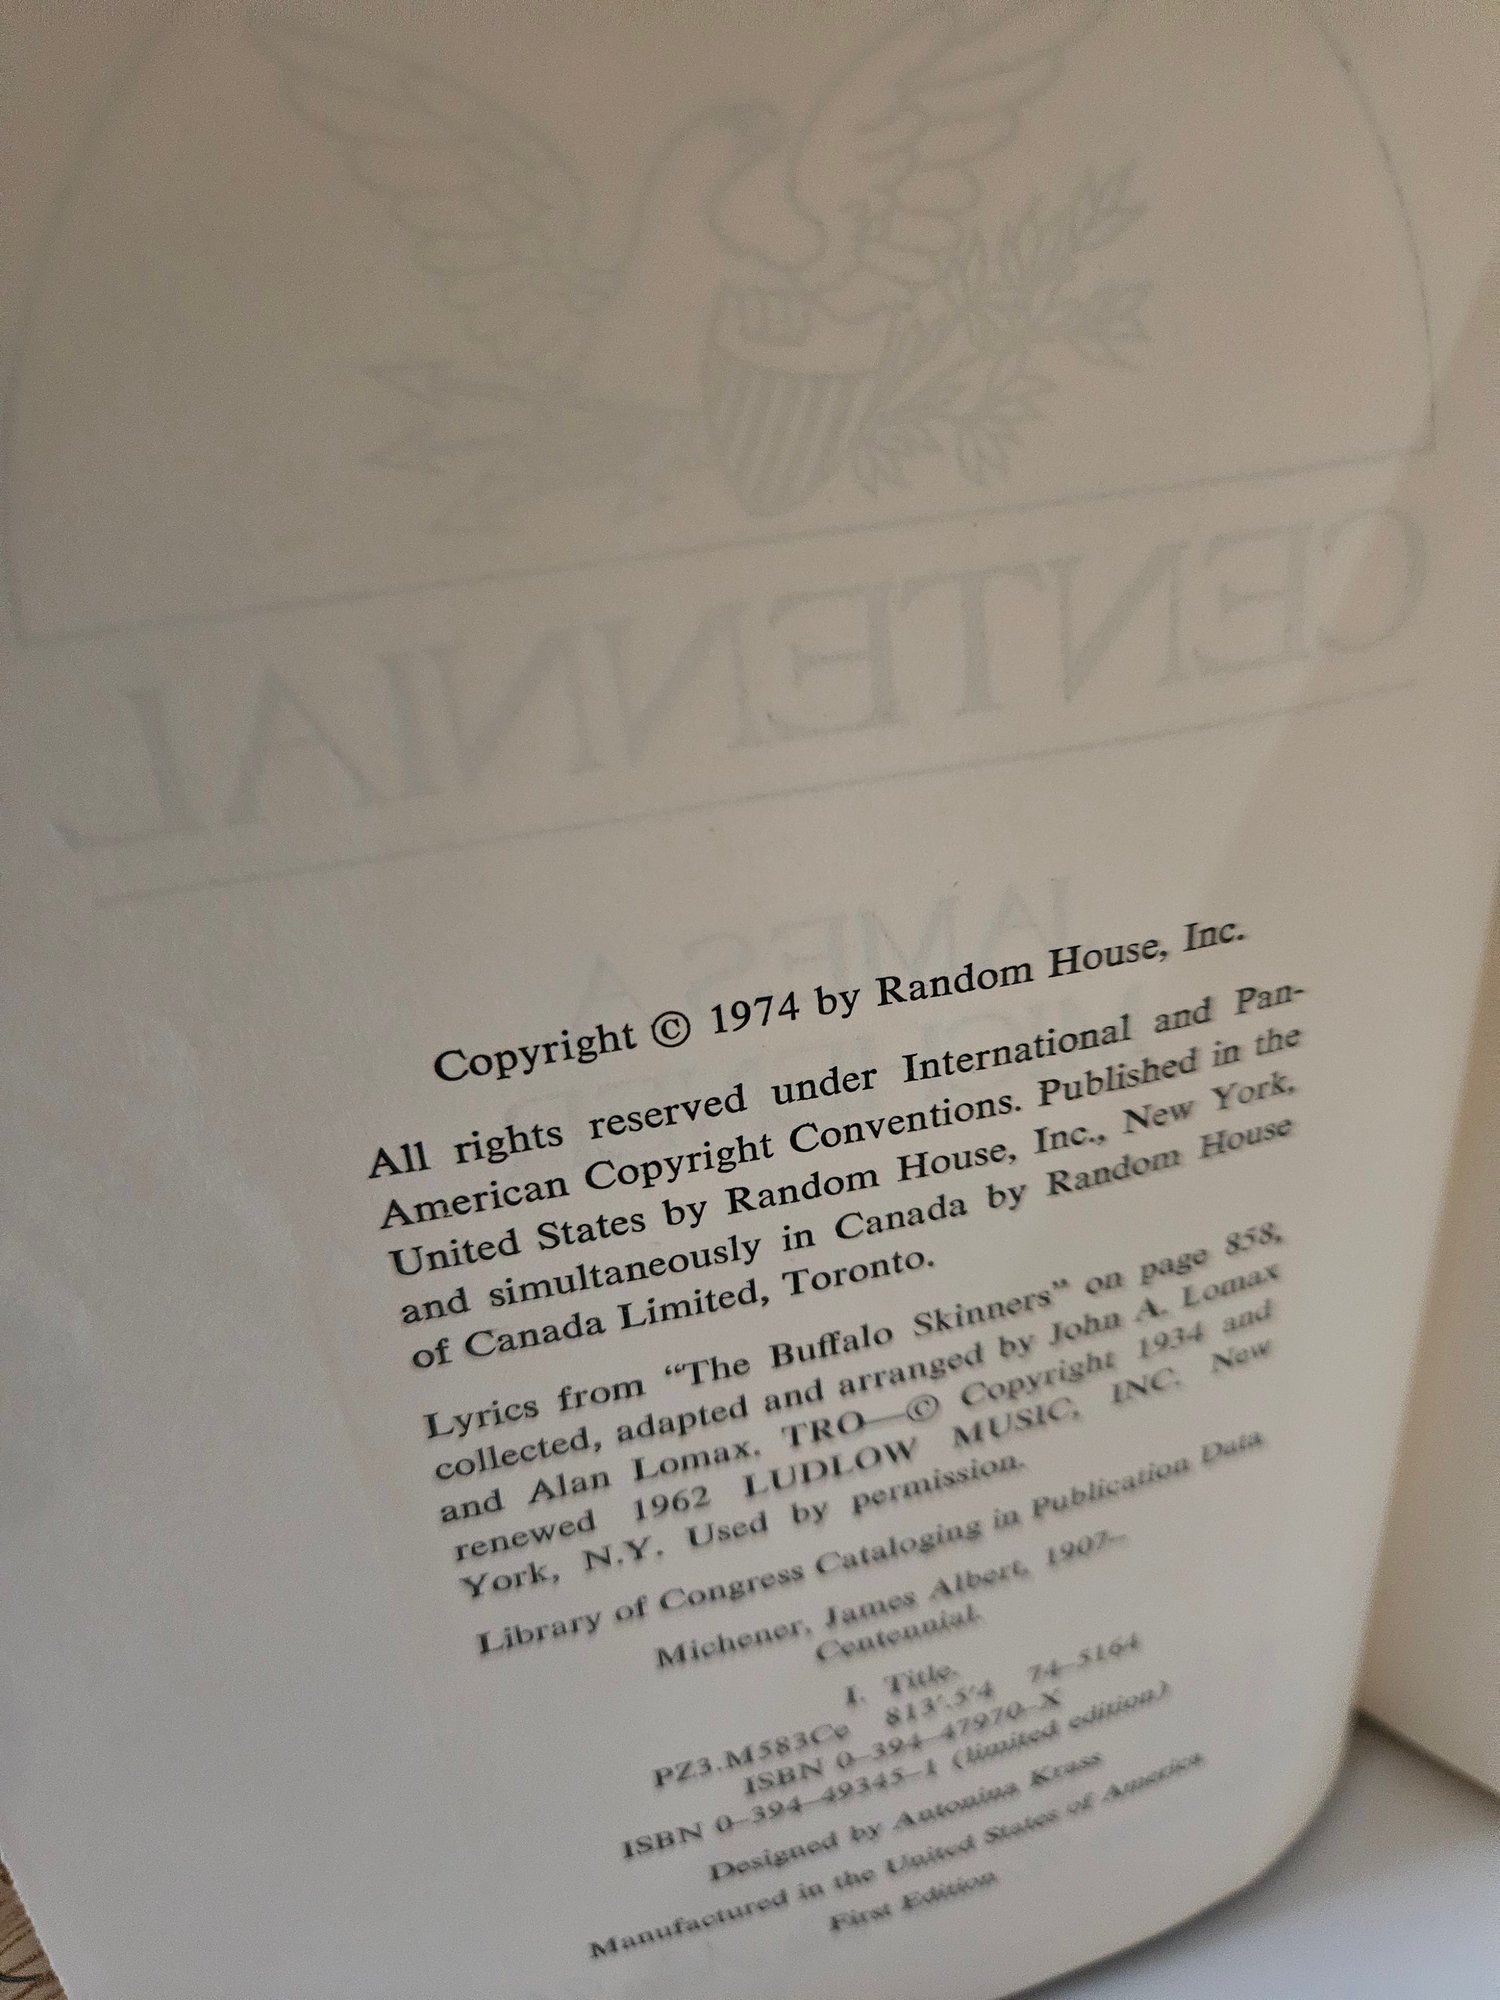 CENTENNIAL
JAMES A.
Copyright © 1974 by Random House, Inc.
All rights reserved under International and Pan-
American Copyright Conventions. Published in the
United States by Random House, Inc., New York,
and simultaneously in Canada by Random House
of Canada Limited, Toronto.
Lyrics from “The Buffalo Skinners” on page 858,
collected, adapted and arranged by John A. Lomax
and Alan Lomax. TRO—© Copyright 1934 and
renewed 1962 LUDLOW MUSIC, INC. New
York, N.Y. Used by permission.
Library of Congress Cataloging in Publication Data
Michener, James Albert, 1907–
Centennial.
I. Title.
PZ3.M583Ce 813'.5'4 74–5164
ISBN 0–394–47970–X
ISBN 0–394–49345–1 (limited edition)
Designed by Antonina Krass
Manufactured in the United States of America
First Edition